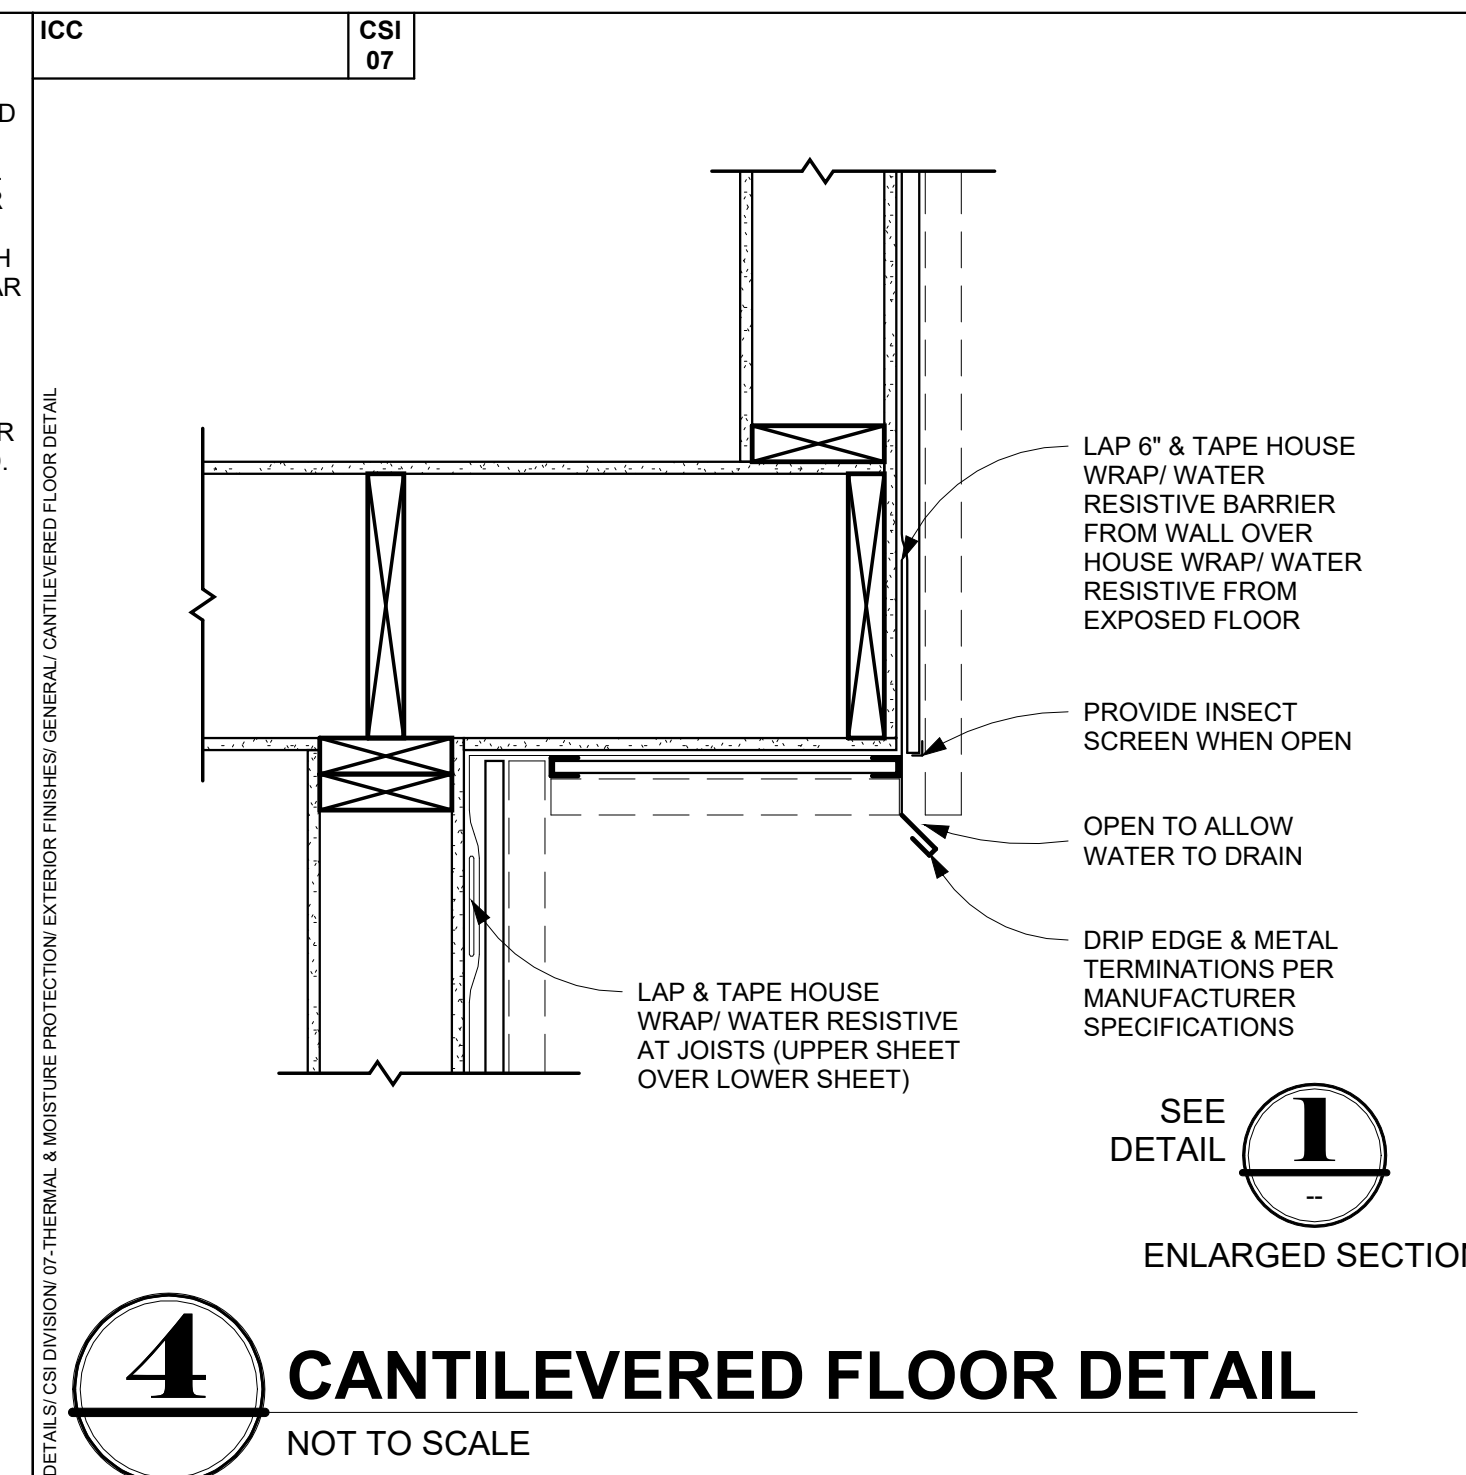 ICC
CSI
07
D
R
H
AR
R
DETAILS/ CSI DIVISION/ 07-THERMAL & MOISTURE PROTECTION/ EXTERIOR FINISHES/ GENERAL/ CANTILEVERED FLOOR DETAIL
LAP 6" & TAPE HOUSE
WRAP/ WATER
RESISTIVE BARRIER
FROM WALL OVER
HOUSE WRAP/ WATER
RESISTIVE FROM
EXPOSED FLOOR
PROVIDE INSECT
SCREEN WHEN OPEN
OPEN TO ALLOW
WATER TO DRAIN
DRIP EDGE & METAL
TERMINATIONS PER
MANUFACTURER
SPECIFICATIONS
LAP & TAPE HOUSE
WRAP/ WATER RESISTIVE
AT JOISTS (UPPER SHEET
OVER LOWER SHEET)
SEE
DETAIL
1
--
ENLARGED SECTION
4
CANTILEVERED FLOOR DETAIL
NOT TO SCALE